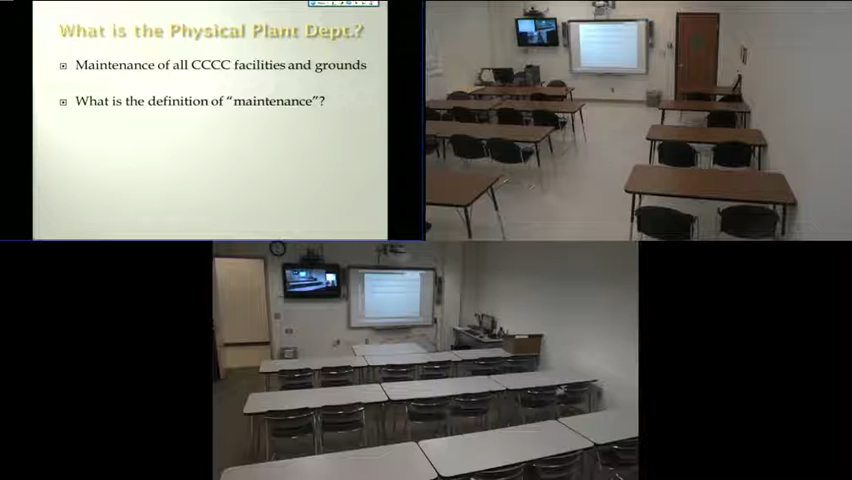 What is the Physical Plant Dept.?
Maintenance of all CCCC facilities and grounds
What is the definition of “maintenance”?